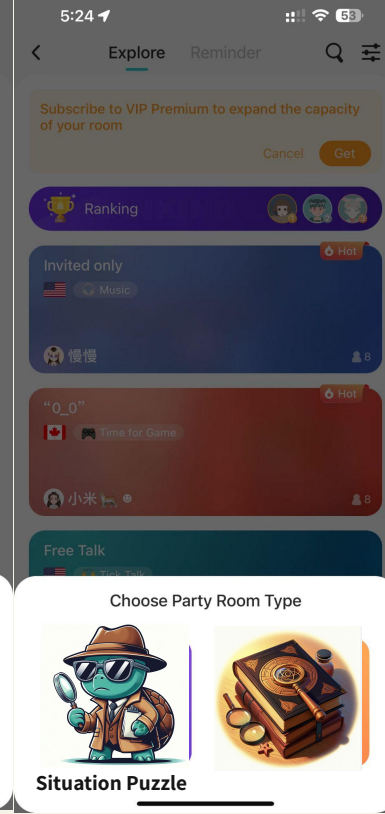 5:24
53
Explore
Reminder
Subscribe to VIP Premium to expand the capacity
of your room
Cancel
Get
Ranking
Hot
Invited only
Music
慢慢
8
Hot
“0_0”
Time for Game
小米
8
Free Talk
Tick Talk
Choose Party Room Type
Situation Puzzle